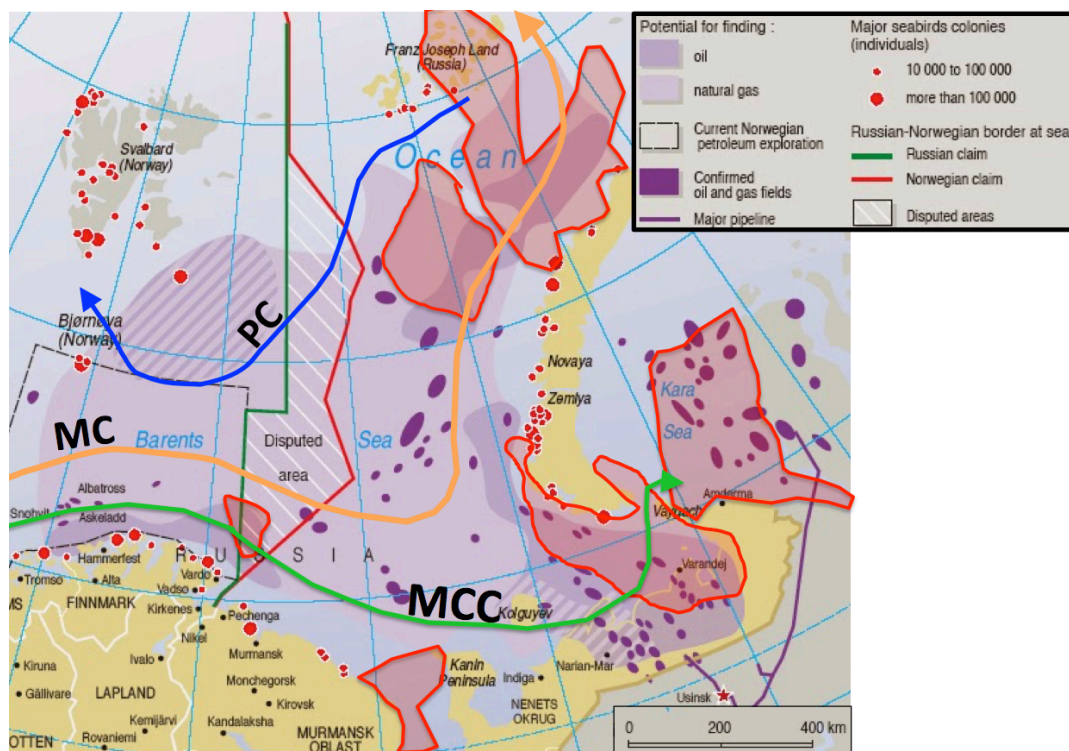 Potential for finding :
oil
natural gas
Current Norwegian
petroleum exploration
Confirmed
oil and gas fields
Major pipeline
Major seabirds colonies
(individuals)
10 000 to 100 000
more than 100 000
Russian-Norwegian border at sea
Russian claim
Norwegian claim
Disputed areas
Franz Joseph Land
(Russia)
Svalbard
(Norway)
Ocean
PC
Bjørnøya
(Norway)
Novaya
Zemlya
Kara
Sea
MC
Barents
Disputed
area
Sea
Albatross
Snohvit
Askeladd
Amderma
Vaygach
RUSSIA
Hammerfest
Varandej
Tromsø
Alta
Vardø
Vadsø
MCC
Kolguyev
MS
FINNMARK
Kirkenes
Pechenga
Nikel
Murmansk
Narian-Mar
Kiruna
Ivalo
Kanin
Peninsula
Indiga
Monchegorsk
Usinsk
Gällivare
LAPLAND
Kirovsk
NENETS
OKRUG
Kemijärvi
Kandalaksha
MURMANSK
OBLAST
OTTEN
Rovaniemi
0 200 400 km